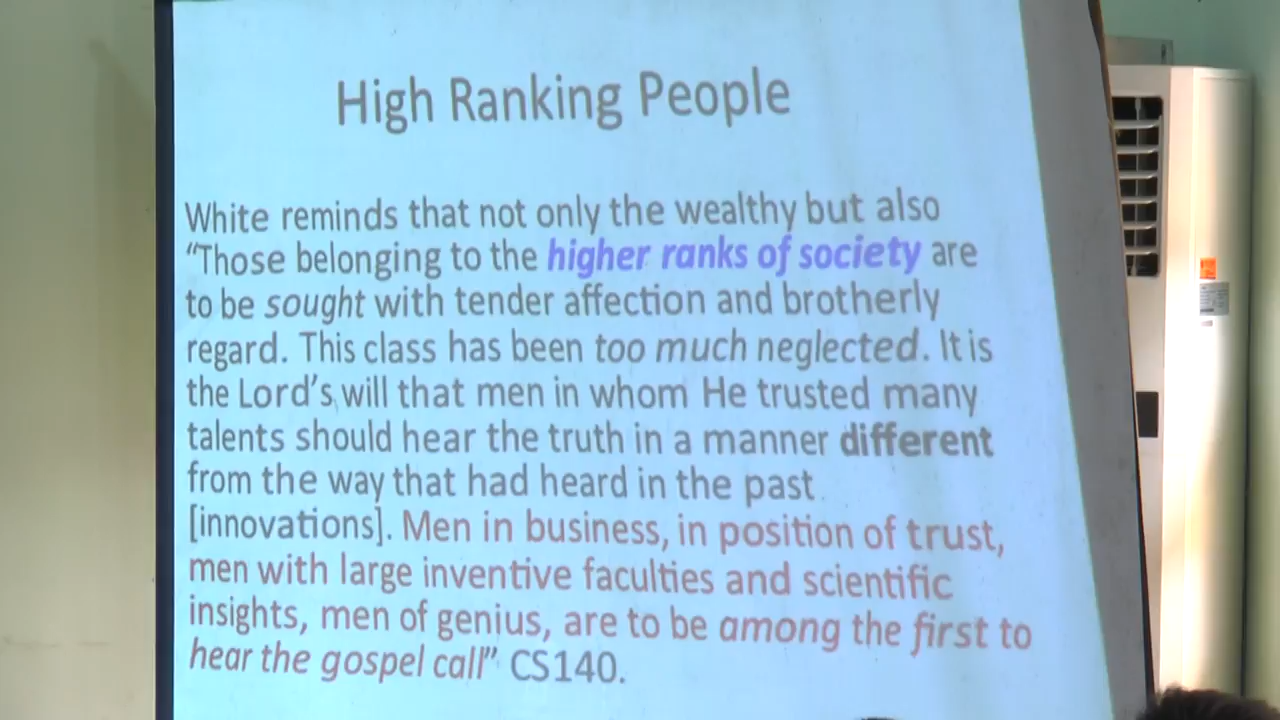 High Ranking People
White reminds that not only the wealthy but also
“Those belonging to the higher ranks of society are
to be sought with tender affection and brotherly
regard. This class has been too much neglected. It is
the Lord’s will that men in whom He trusted many
talents should hear the truth in a manner different
from the way that had heard in the past
[innovations]. Men in business, in position of trust,
men with large inventive faculties and scientific
insights, men of genius, are to be among the first to
hear the gospel call” CS140.